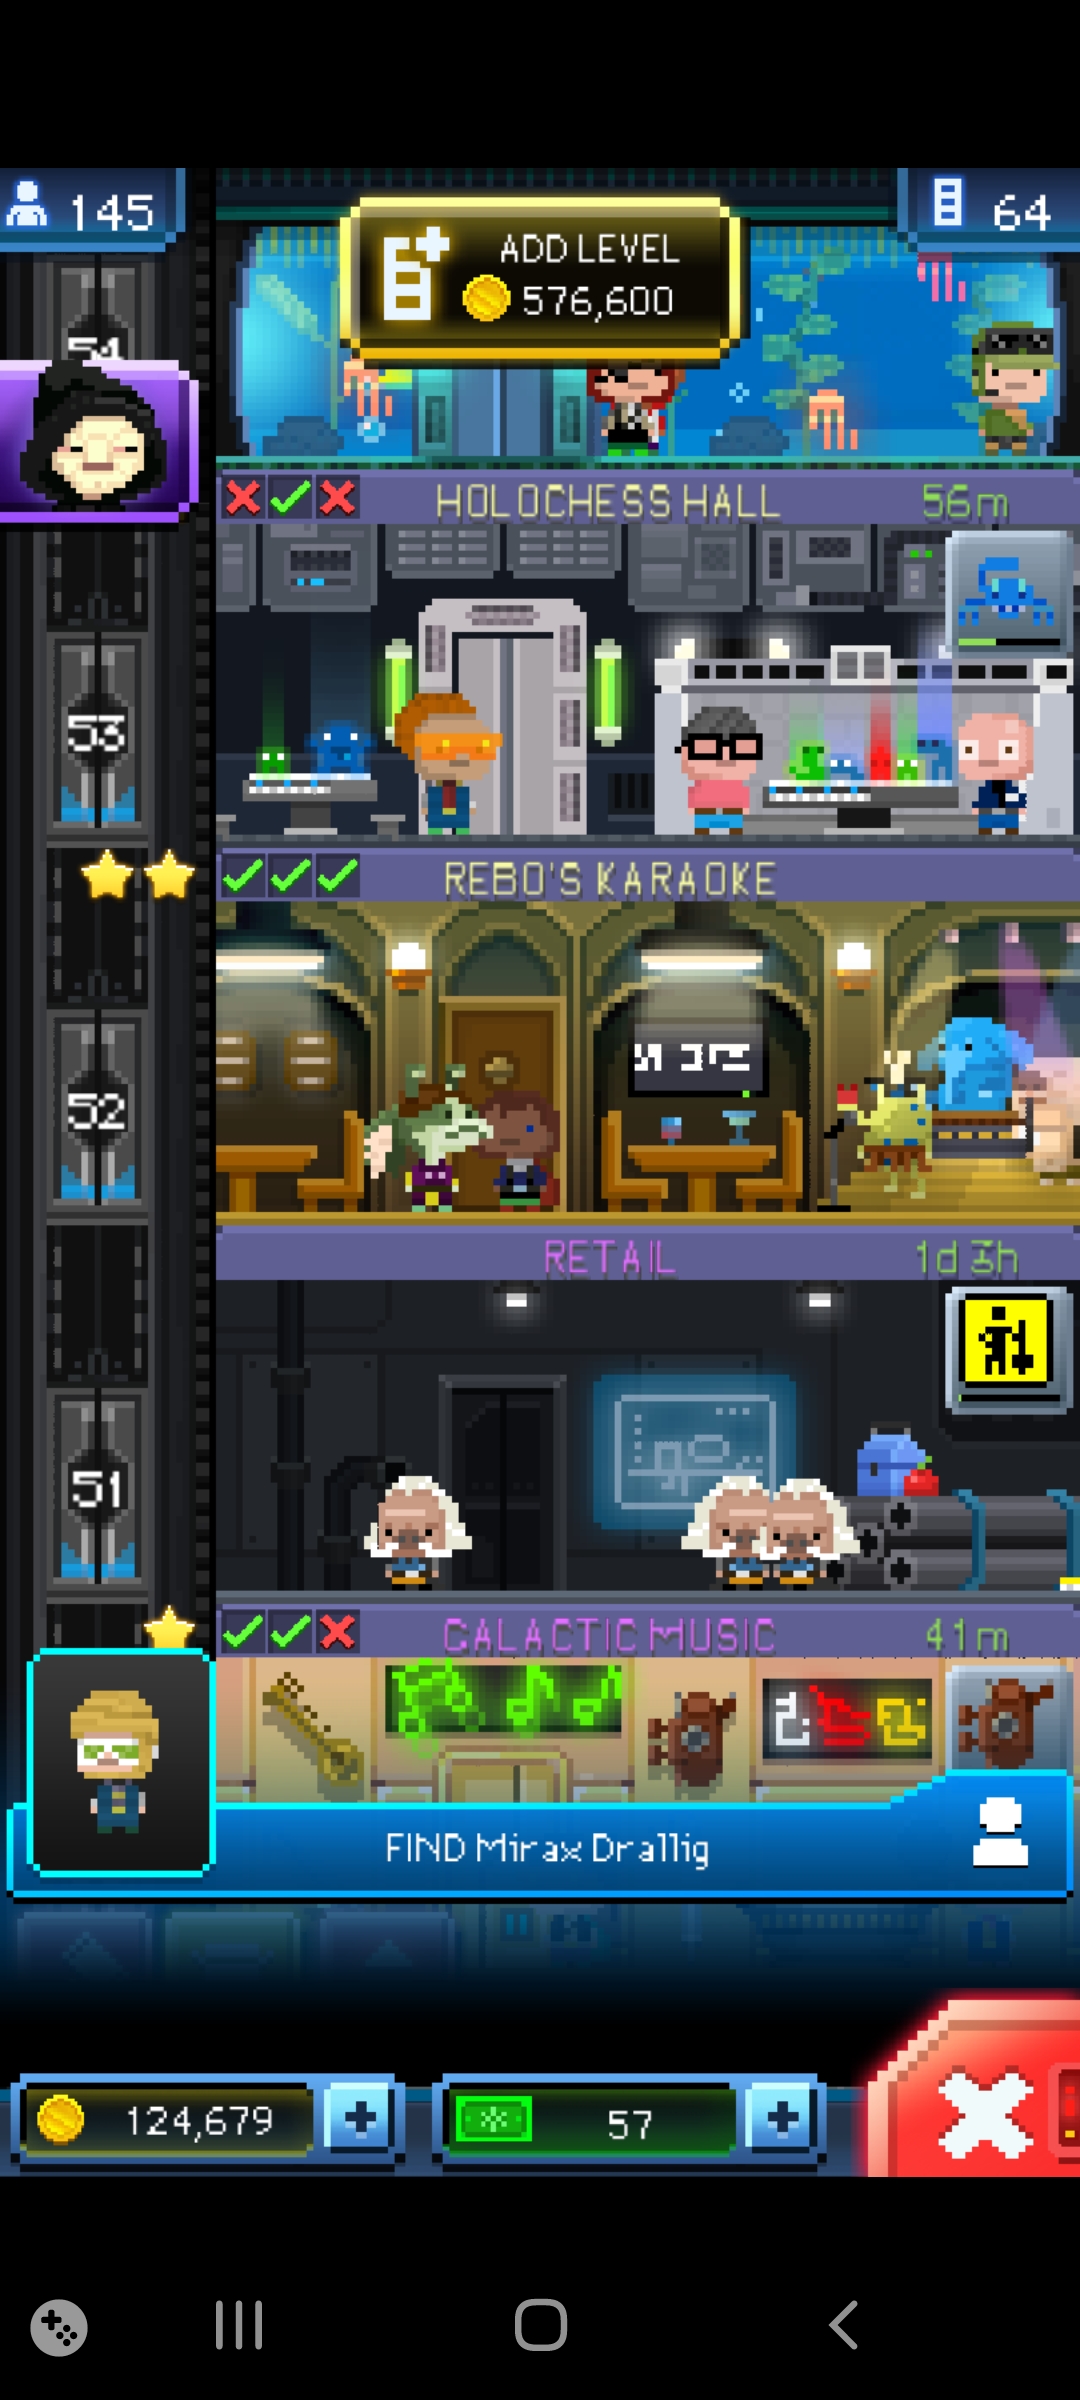 145
ADD LEVEL
576,600
64
54
HOLOCHESS HALL
56m
53
REBO'S KARAOKE
52
RETAIL
1d 3h
51
GALACTIC MUSIC
41m
FIND Mirax Drallig
124,679
57